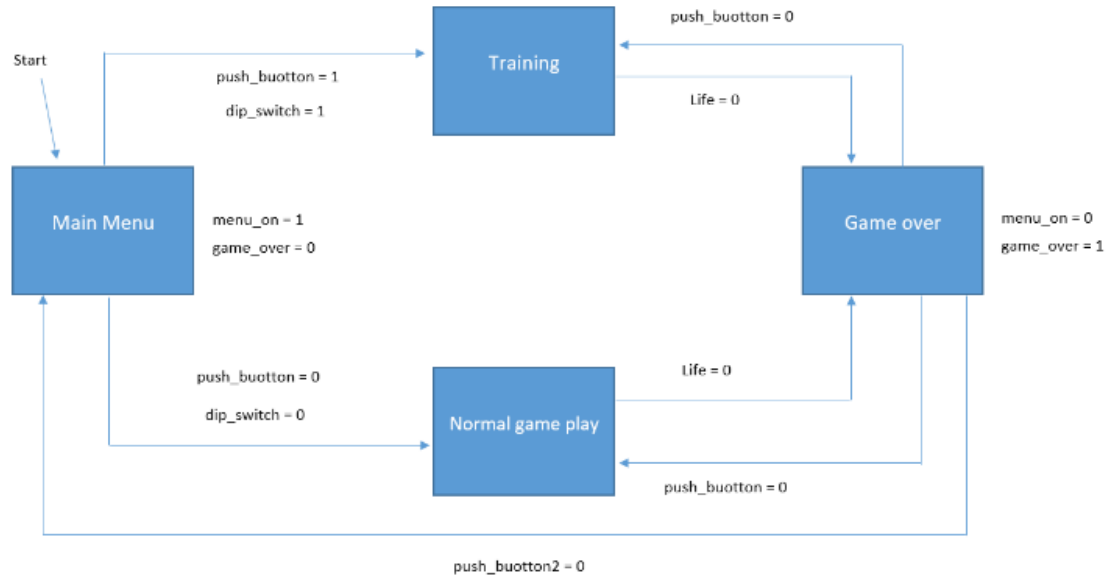 push_buotton = 0
Start
Training
push_buotton = 1
dip_switch = 1
Life = 0
Main Menu
menu_on = 1
game_over = 0
Game over
menu_on = 0
game_over = 1
push_buotton = 0
dip_switch = 0
Life = 0
Normal game play
push_buotton = 0
push_buotton2 = 0